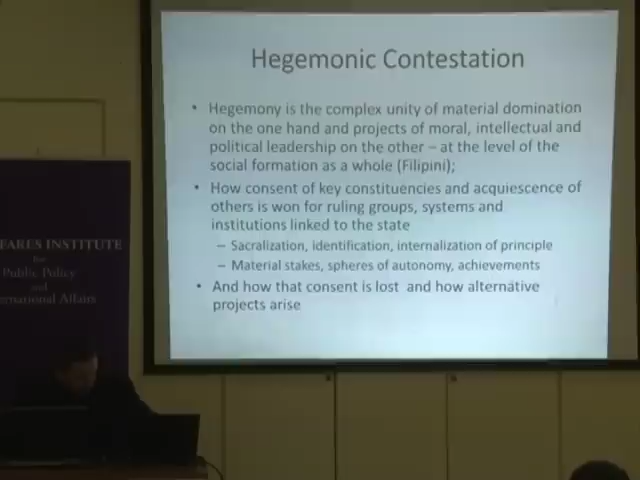 Hegemonic Contestation
• Hegemony is the complex unity of material domination
on the one hand and projects of moral, intellectual and
political leadership on the other – at the level of the
social formation as a whole (Filipini);
• How consent of key constituencies and acquiescence of
others is won for ruling groups, systems and
institutions linked to the state
– Sacralization, identification, internalization of principle
– Material stakes, spheres of autonomy, achievements
• And how that consent is lost and how alternative
projects arise
FARES INSTITUTE
for
Public Policy
and
ernational Affairs